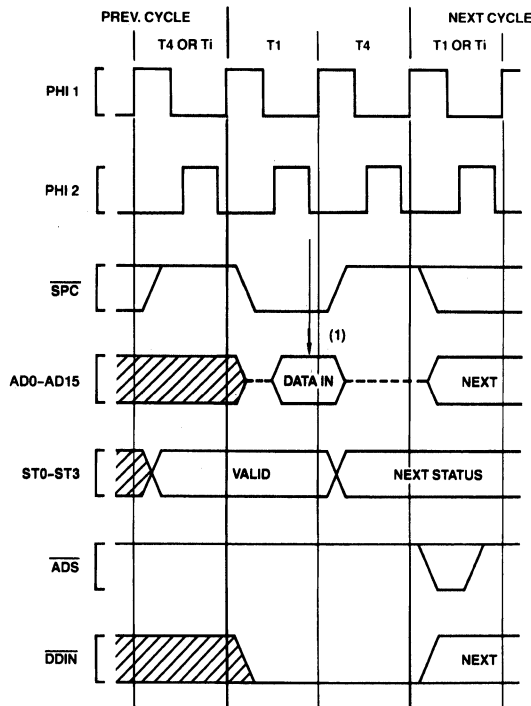 PREV. CYCLE NEXT CYCLE
T4 OR Ti T1 T4 T1 OR Ti
PHI 1
PHI 2
SPC
(1)
AD0–AD15 DATA IN NEXT
ST0–ST3 VALID NEXT STATUS
ADS
DDIN NEXT